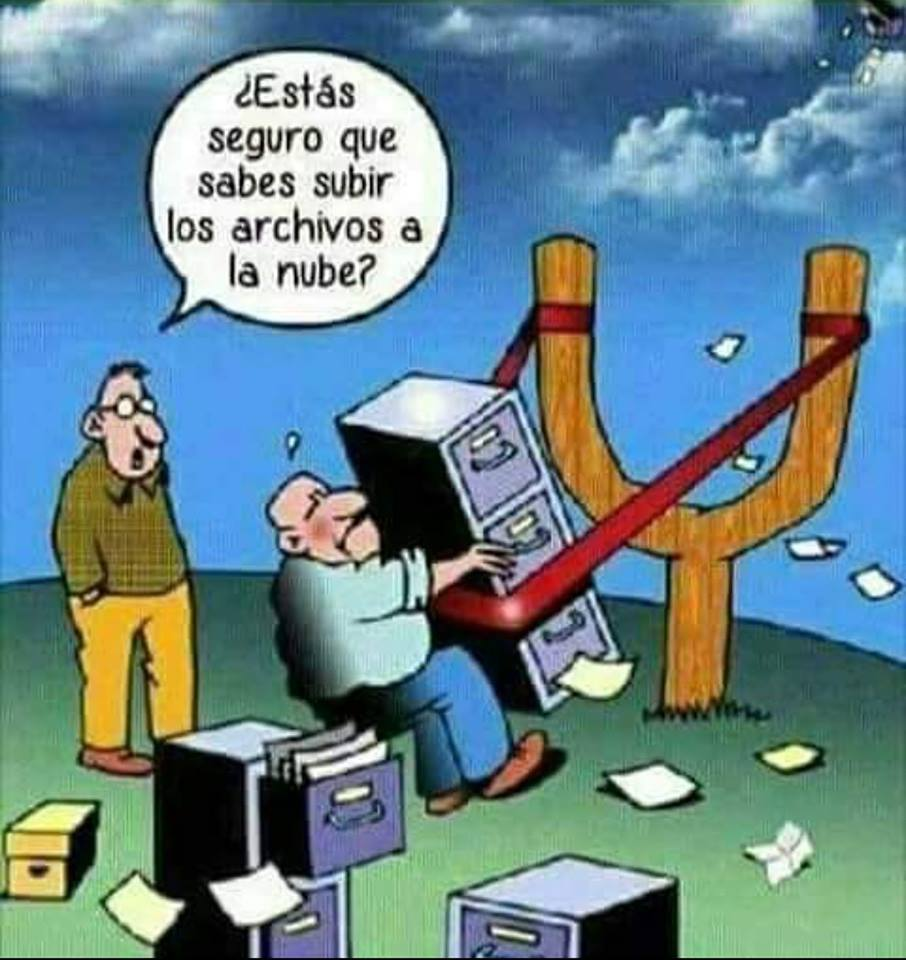 ¿Estás
seguro que
sabes subir
los archivos a
la nube?